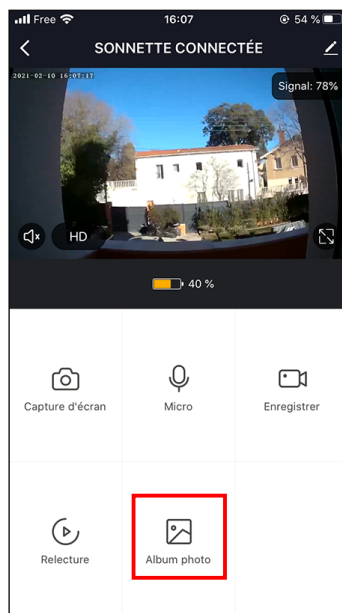 Free 16:07 54 %
SONNETTE CONNECTÉE
2021-02-10 16:07:17
Signal: 78%
HD
40 %
Capture d'écran Micro Enregistrer
Relecture Album photo